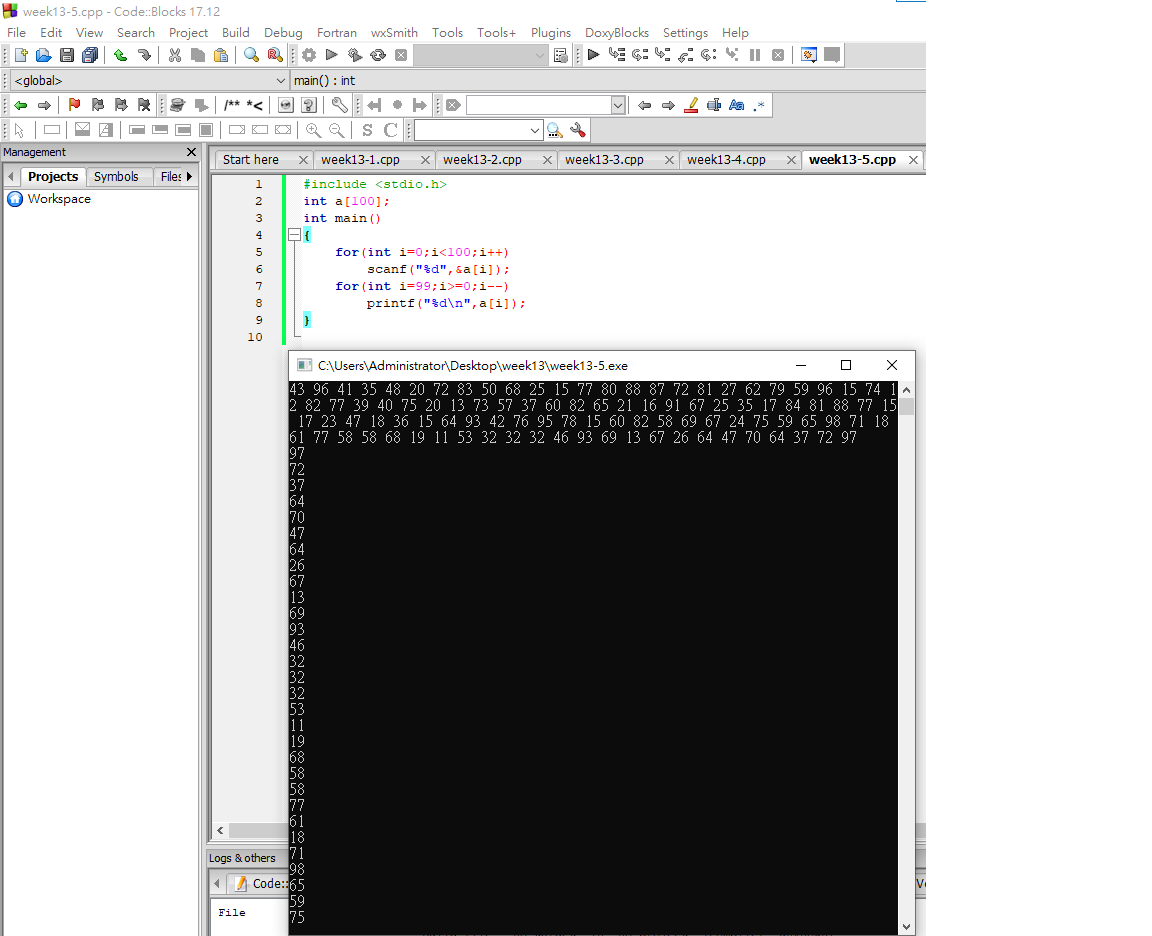 week13-5.cpp - Code::Blocks 17.12
File Edit View Search Project Build Debug Fortran wxSmith Tools Tools+ Plugins DoxyBlocks Settings Help
<global> main() : int
/** *<
Aa .*
S C
Management
Start here week13-1.cpp week13-2.cpp week13-3.cpp week13-4.cpp week13-5.cpp
Projects Symbols Files
Workspace
1 #include <stdio.h>
2 int a[100];
3 int main()
4 {
5 for(int i=0;i<100;i++)
6 scanf("%d",&a[i]);
7 for(int i=99;i>=0;i--)
8 printf("%d\n",a[i]);
9 }
10
C:\Users\Administrator\Desktop\week13\week13-5.exe
43 96 41 35 48 20 72 83 50 68 25 15 77 80 88 87 72 81 27 62 79 59 96 15 74 1
2 82 77 39 40 75 20 13 73 57 37 60 82 65 21 16 91 67 25 35 17 84 81 88 77 15
17 23 47 18 36 15 64 93 42 76 95 78 15 60 82 58 69 67 24 75 59 65 98 71 18
61 77 58 58 68 19 11 53 32 32 32 46 93 69 13 67 26 64 47 70 64 37 72 97
97
72
37
64
70
47
64
26
67
13
69
93
46
32
32
32
53
11
19
68
58
58
77
61
18
71
98
65
59
75
Logs & others
Code::
File